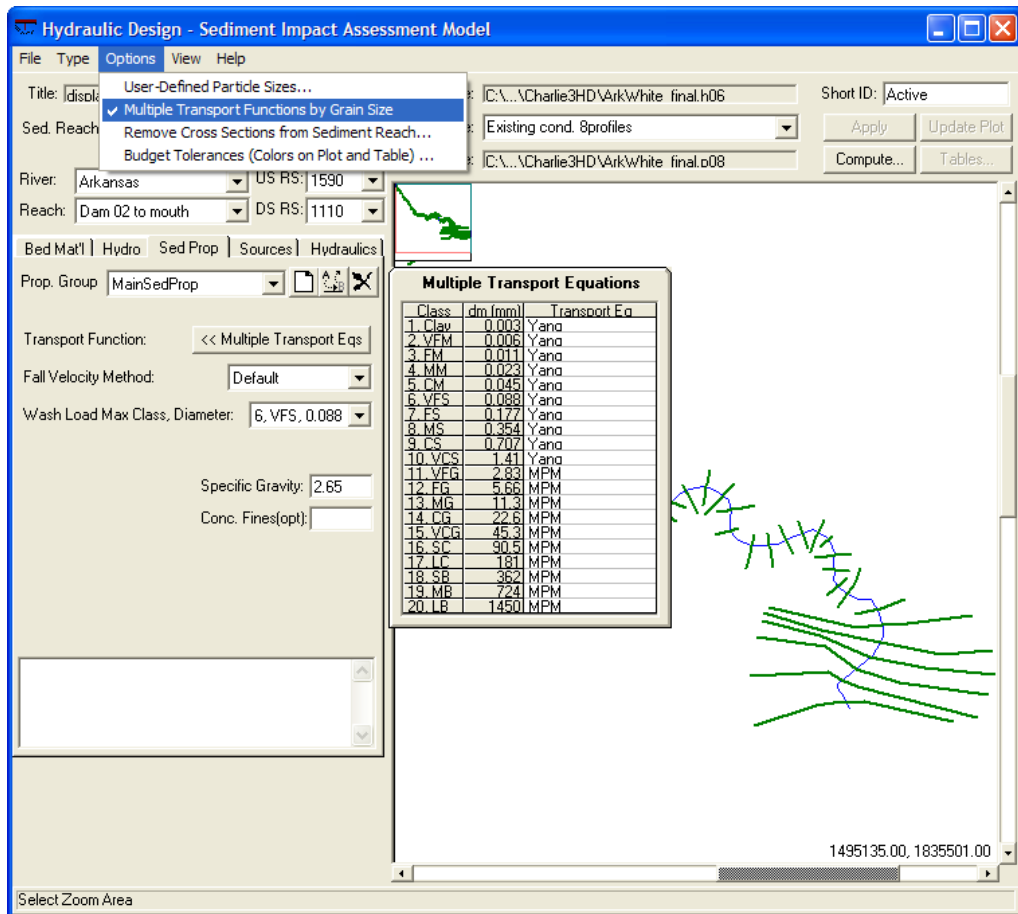 Hydraulic Design - Sediment Impact Assessment Model
File Type Options View Help
User-Defined Particle Sizes...
Multiple Transport Functions by Grain Size
Remove Cross Sections from Sediment Reach...
Budget Tolerances (Colors on Plot and Table) ...
Title: displa
e: C:\...\Charlie3HD\ArkWhite_final.h06
Short ID: Active
Sed. Reach
e: Existing cond. 8profiles
Apply Update Plot
e: C:\...\Charlie3HD\ArkWhite_final.p08
Compute... Tables...
River: Arkansas US RS: 1590
Reach: Dam 02 to mouth DS RS: 1110
Bed Mat'l Hydro Sed Prop Sources Hydraulics
Prop. Group MainSedProp
Transport Function: << Multiple Transport Eqs
Fall Velocity Method: Default
Wash Load Max Class, Diameter: 6, VFS, 0.088
Specific Gravity: 2.65
Conc. Fines(opt):
Multiple Transport Equations
Class dm (mm) Transport Eq
1. Clay 0.003 Yang
2. VFM 0.006 Yang
3. FM 0.011 Yang
4. MM 0.023 Yang
5. CM 0.045 Yang
6. VFS 0.088 Yang
7. FS 0.177 Yang
8. MS 0.354 Yang
9. CS 0.707 Yang
10. VCS 1.41 Yang
11. VFG 2.83 MPM
12. FG 5.66 MPM
13. MG 11.3 MPM
14. CG 22.6 MPM
15. VCG 45.3 MPM
16. SC 90.5 MPM
17. LC 181 MPM
18. SB 362 MPM
19. MB 724 MPM
20. LB 1450 MPM
1495135.00, 1835501.00
Select Zoom Area